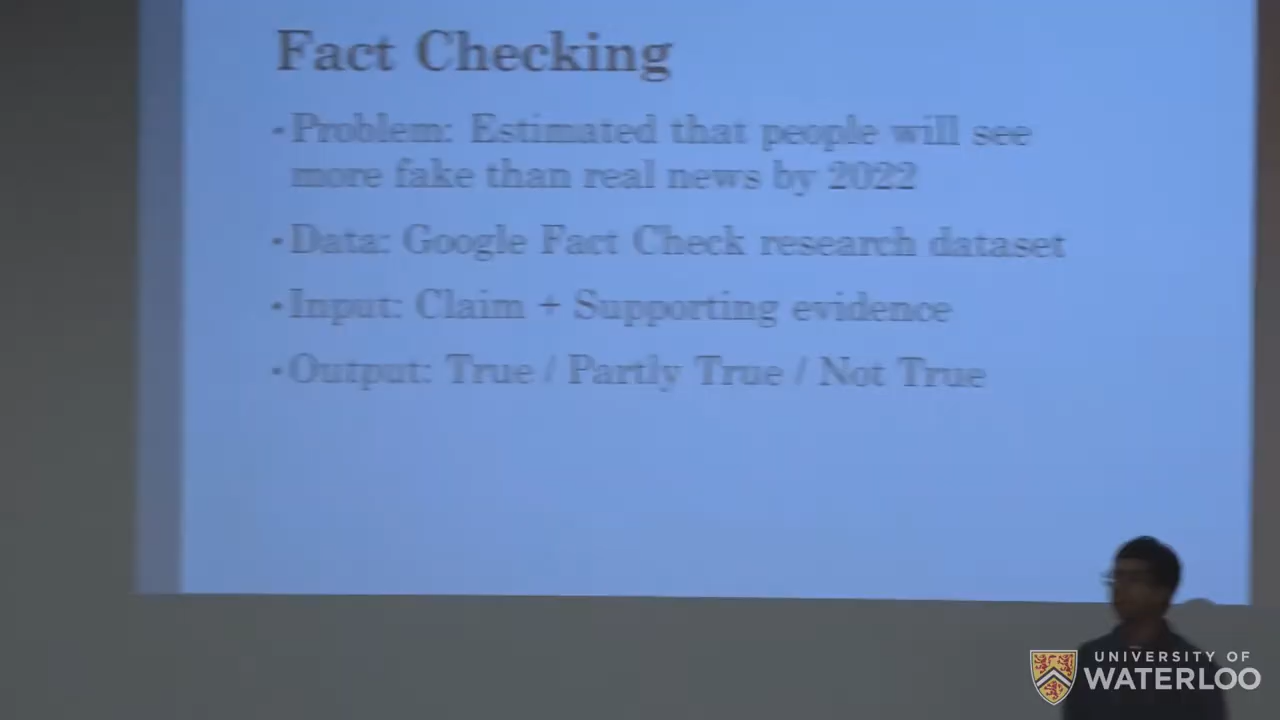 Fact Checking
• Problem: Estimated that people will see
more fake than real news by 2022
• Data: Google Fact Check research dataset
• Input: Claim + Supporting evidence
• Output: True / Partly True / Not True
UNIVERSITY OF
WATERLOO